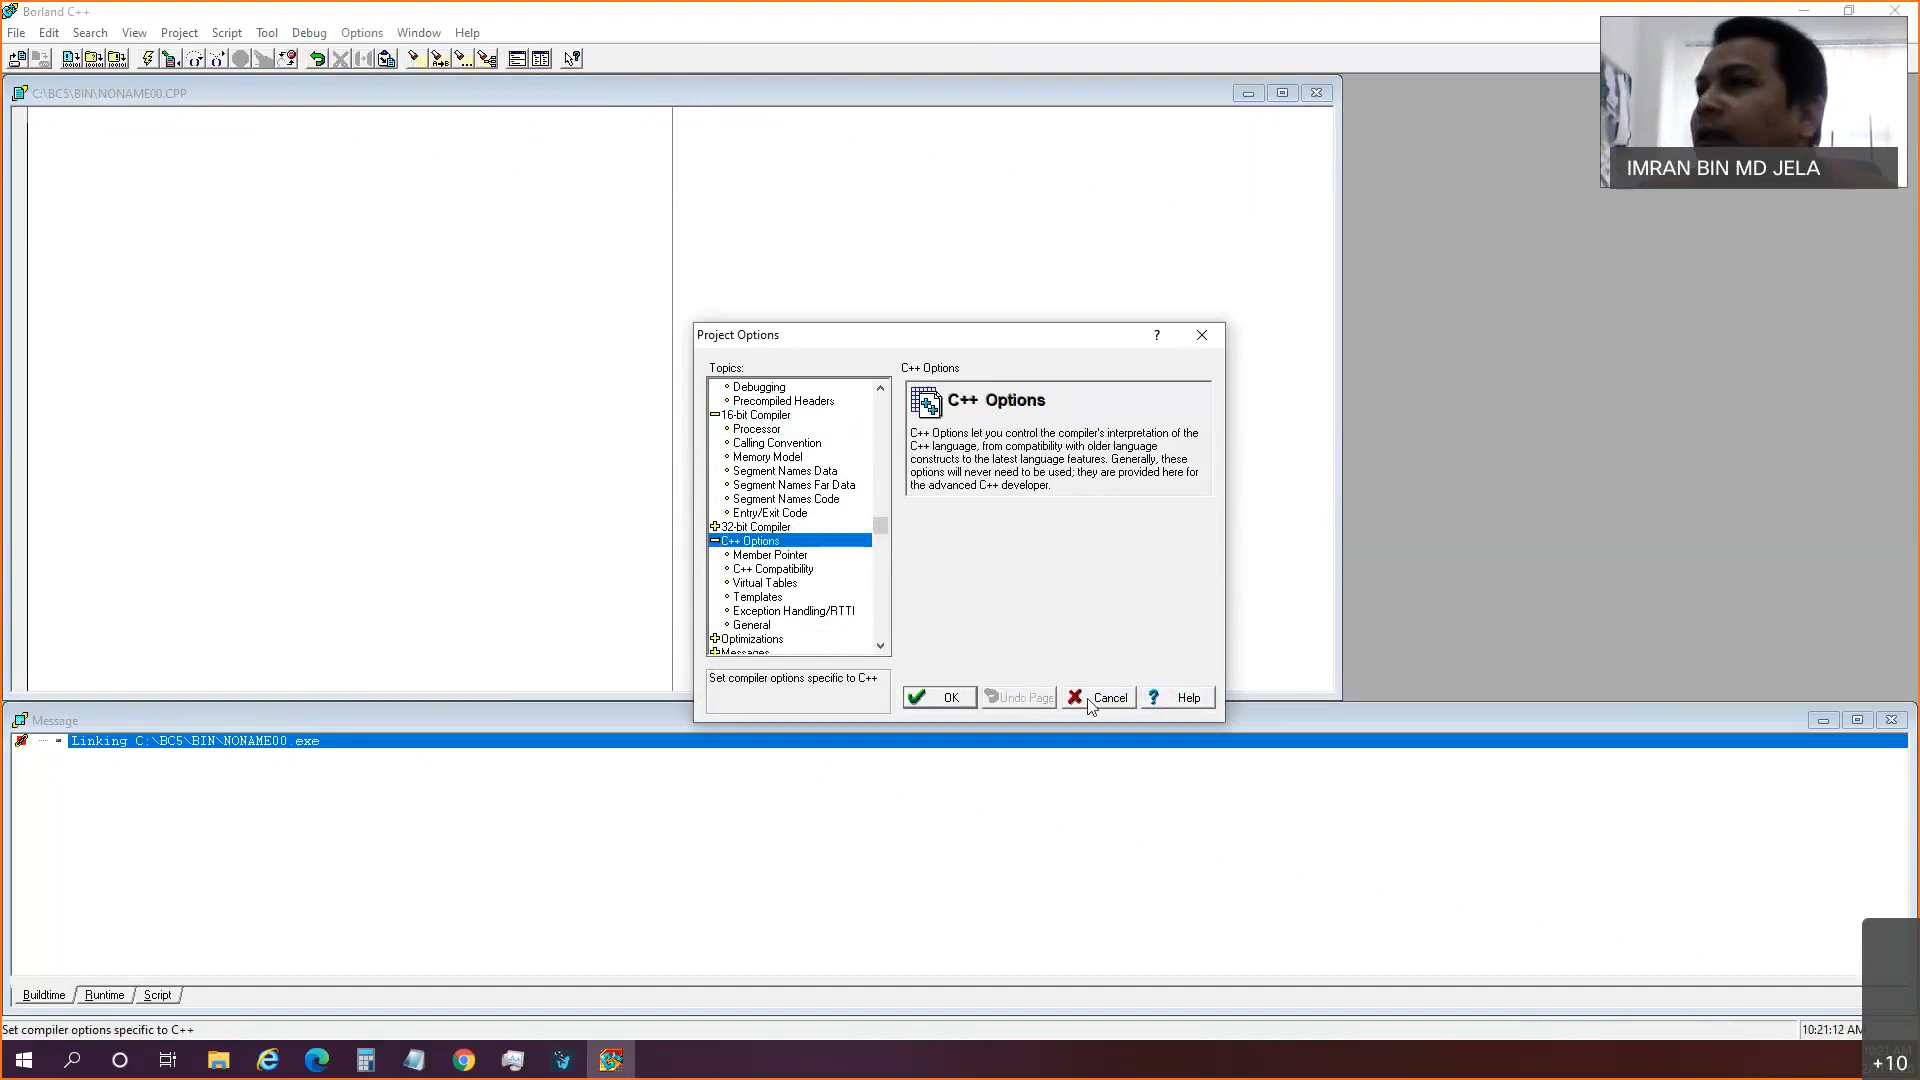 Borland C++
File Edit Search View Project Script Tool Debug Options Window Help
C:\BC5\BIN\NONAME00.CPP
IMRAN BIN MD JELA
Project Options
?
Topics:
Debugging
Precompiled Headers
16-bit Compiler
Processor
Calling Convention
Memory Model
Segment Names Data
Segment Names Far Data
Segment Names Code
Entry/Exit Code
32-bit Compiler
C++ Options
Member Pointer
C++ Compatibility
Virtual Tables
Templates
Exception Handling/RTTI
General
Optimizations
Messages
Set compiler options specific to C++
C++ Options
C++ Options
C++ Options let you control the compiler's interpretation of the
C++ language, from compatibility with older language
constructs to the latest language features. Generally, these
options will never need to be used; they are provided here for
the advanced C++ developer.
OK Undo Page Cancel ? Help
Message
Linking C:\BC5\BIN\NONAME00.exe
Buildtime Runtime Script
Set compiler options specific to C++
10:21:12 AM
+10